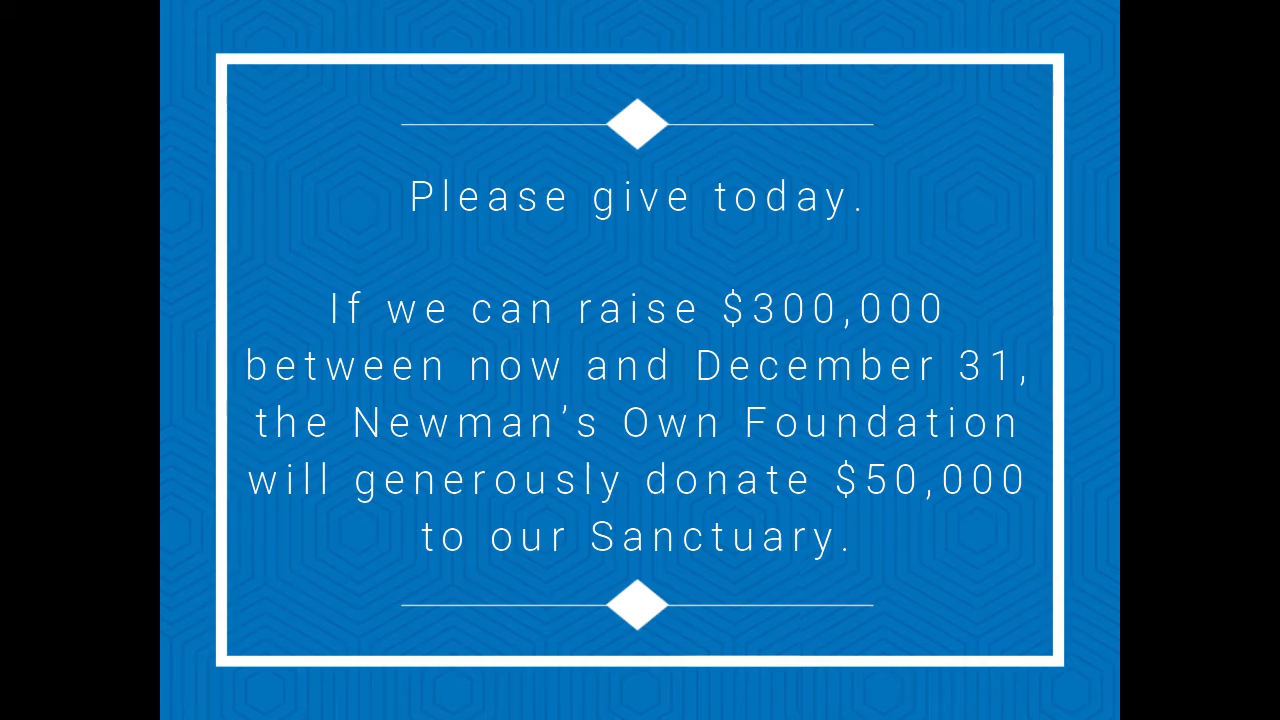 Please give today.
If we can raise $300,000
between now and December 31,
the Newman’s Own Foundation
will generously donate $50,000
to our Sanctuary.